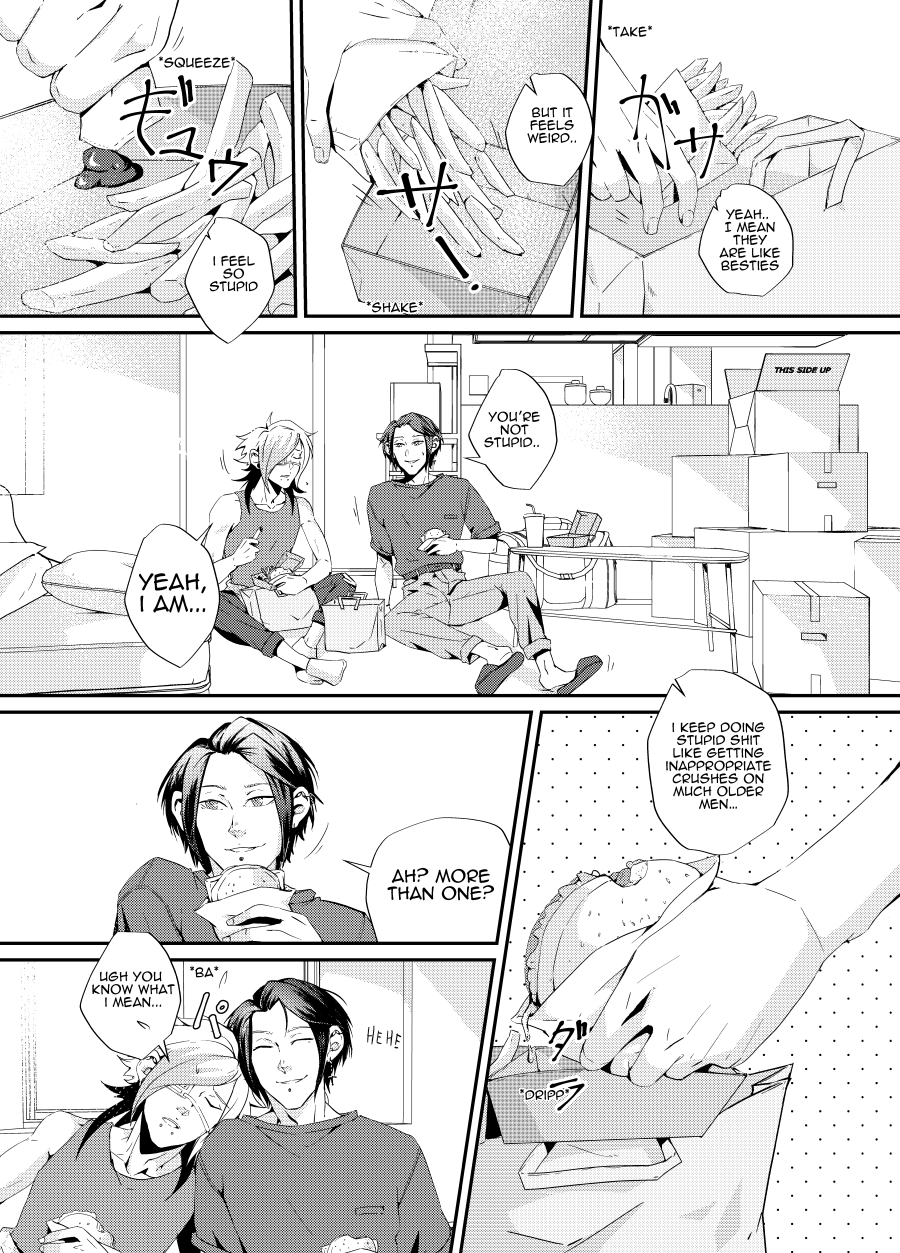 *SQUEEZE*
ギュゥ
I FEEL
SO
STUPID
BUT IT
FEELS
WEIRD..
ザー!
*SHAKE*
*TAKE*
ガサ
YEAH..
I MEAN
THEY
ARE LIKE
BESTIES
THIS SIDE UP
YOU'RE
NOT
STUPID..
YEAH,
I AM...
AH? MORE
THAN ONE?
I KEEP DOING
STUPID SHIT
LIKE GETTING
INAPPROPRIATE
CRUSHES ON
MUCH OLDER
MEN...
ダラ
*DRIPP*
UGH YOU
KNOW WHAT
I MEAN...
*BA*
HEHE